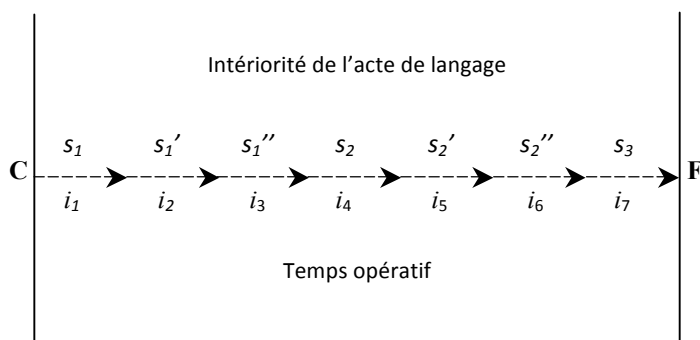 Intériorité de l’acte de langage
s₁ s₁’ s₁’’ s₂ s₂’ s₂’’ s₃
C F
i₁ i₂ i₃ i₄ i₅ i₆ i₇
Temps opératif